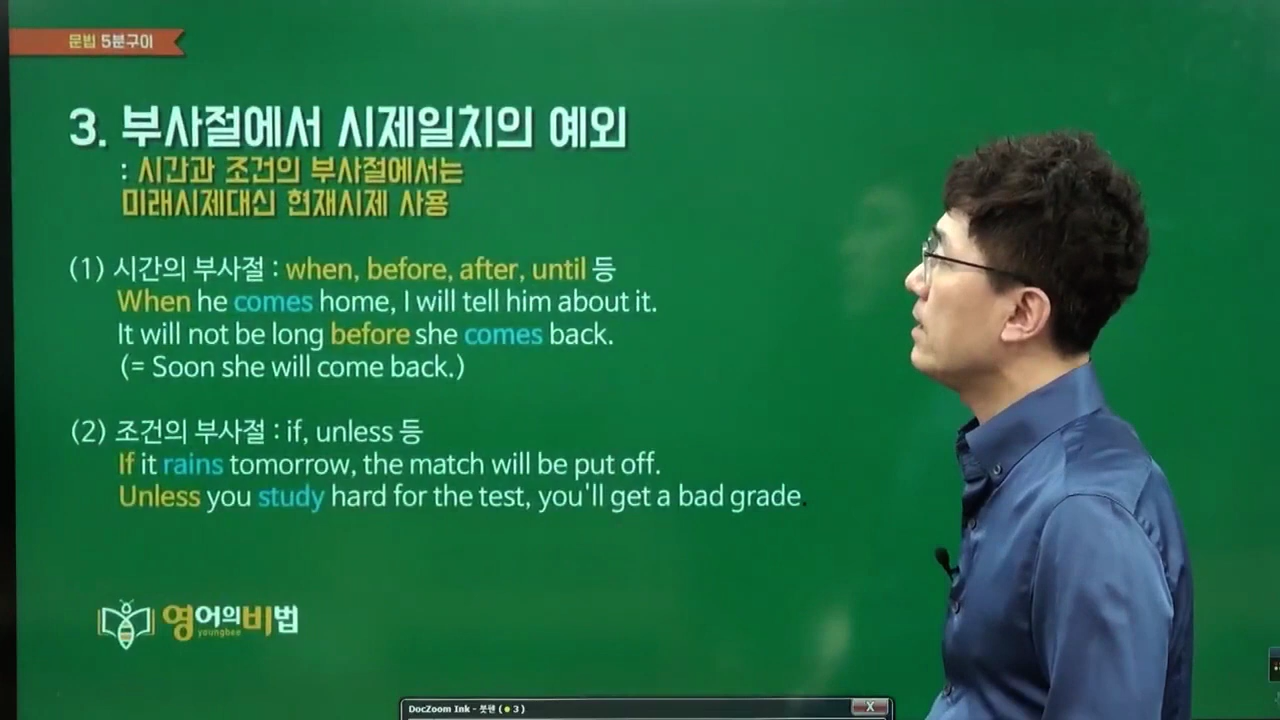 문법 5분구이
3. 부사절에서 시제일치의 예외
: 시간과 조건의 부사절에서는
미래시제대신 현재시제 사용
(1) 시간의 부사절 : when, before, after, until 등
When he comes home, I will tell him about it.
It will not be long before she comes back.
(= Soon she will come back.)
(2) 조건의 부사절 : if, unless 등
If it rains tomorrow, the match will be put off.
Unless you study hard for the test, you'll get a bad grade.
영어의비법
youngbee
DocZoom Ink - 붓펜 ( 3 )
X